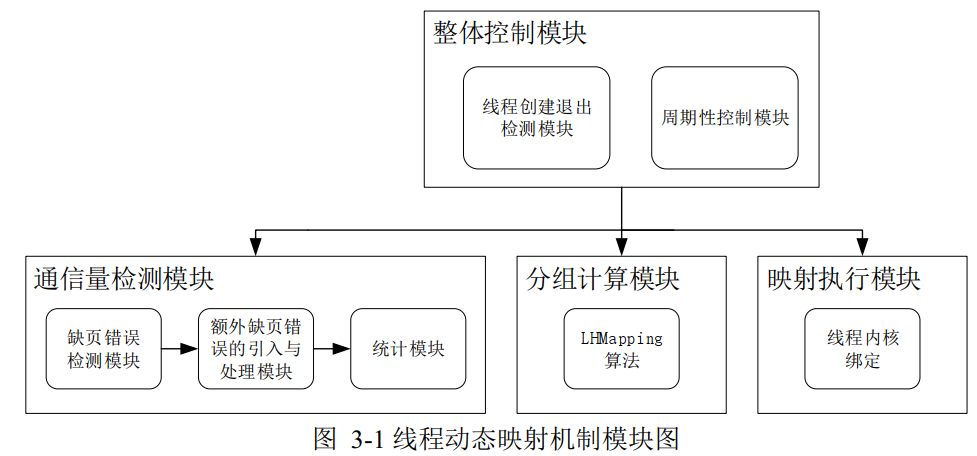 整体控制模块
线程创建退出
检测模块
周期性控制模块
通信量检测模块
缺页错误
检测模块
额外缺页错
误的引入与
处理模块
统计模块
分组计算模块
LHMapping
算法
映射执行模块
线程内核
绑定
图 3-1 线程动态映射机制模块图